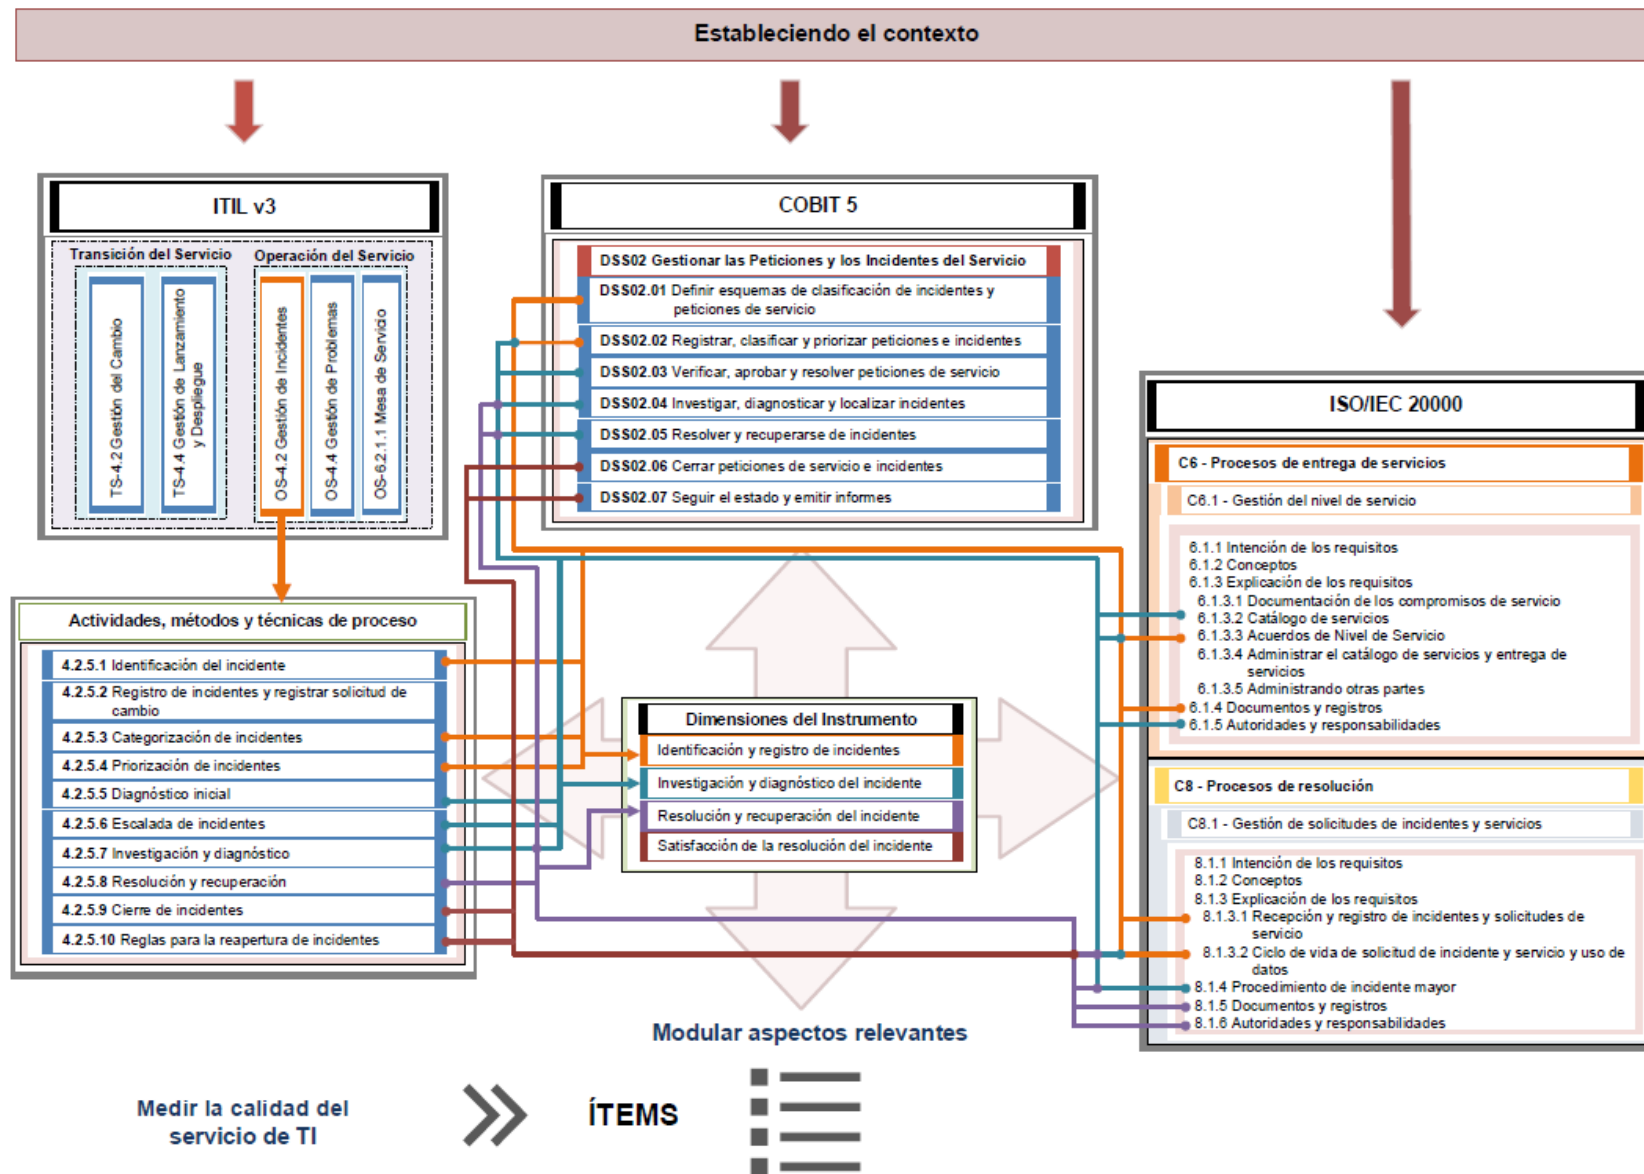 Estableciendo el contexto
ITIL v3
Transición del Servicio
Operación del Servicio
TS-4.2 Gestión del Cambio
TS-4.4 Gestión de Lanzamiento
y Despliegue
OS-4.2 Gestión de Incidentes
OS-4.4 Gestión de Problemas
OS-6.2.1.1 Mesa de Servicio
COBIT 5
DSS02 Gestionar las Peticiones y los Incidentes del Servicio
DSS02.01 Definir esquemas de clasificación de incidentes y
peticiones de servicio
DSS02.02 Registrar, clasificar y priorizar peticiones e incidentes
DSS02.03 Verificar, aprobar y resolver peticiones de servicio
DSS02.04 Investigar, diagnosticar y localizar incidentes
DSS02.05 Resolver y recuperarse de incidentes
DSS02.06 Cerrar peticiones de servicio e incidentes
DSS02.07 Seguir el estado y emitir informes
ISO/IEC 20000
C6 - Procesos de entrega de servicios
C6.1 - Gestión del nivel de servicio
6.1.1 Intención de los requisitos
6.1.2 Conceptos
6.1.3 Explicación de los requisitos
6.1.3.1 Documentación de los compromisos de servicio
6.1.3.2 Catálogo de servicios
6.1.3.3 Acuerdos de Nivel de Servicio
6.1.3.4 Administrar el catálogo de servicios y entrega de
servicios
6.1.3.5 Administrando otras partes
6.1.4 Documentos y registros
6.1.5 Autoridades y responsabilidades
C8 - Procesos de resolución
C8.1 - Gestión de solicitudes de incidentes y servicios
8.1.1 Intención de los requisitos
8.1.2 Conceptos
8.1.3 Explicación de los requisitos
8.1.3.1 Recepción y registro de incidentes y solicitudes de
servicio
8.1.3.2 Ciclo de vida de solicitud de incidente y servicio y uso de
datos
8.1.4 Procedimiento de incidente mayor
8.1.5 Documentos y registros
8.1.6 Autoridades y responsabilidades
Actividades, métodos y técnicas de proceso
4.2.5.1 Identificación del incidente
4.2.5.2 Registro de incidentes y registrar solicitud de
cambio
4.2.5.3 Categorización de incidentes
4.2.5.4 Priorización de incidentes
4.2.5.5 Diagnóstico inicial
4.2.5.6 Escalada de incidentes
4.2.5.7 Investigación y diagnóstico
4.2.5.8 Resolución y recuperación
4.2.5.9 Cierre de incidentes
4.2.5.10 Reglas para la reapertura de incidentes
Dimensiones del Instrumento
Identificación y registro de incidentes
Investigación y diagnóstico del incidente
Resolución y recuperación del incidente
Satisfacción de la resolución del incidente
Modular aspectos relevantes
Medir la calidad del
servicio de TI
ÍTEMS